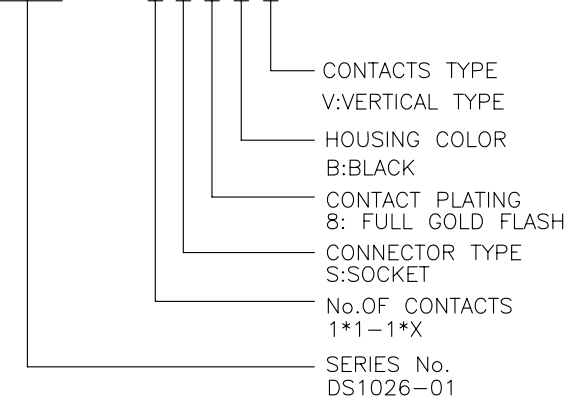 CONTACTS TYPE
V:VERTICAL TYPE
HOUSING COLOR
B:BLACK
CONTACT PLATING
8: FULL GOLD FLASH
CONNECTOR TYPE
S:SOCKET
No.OF CONTACTS
1*1-1*X
SERIES No.
DS1026-01